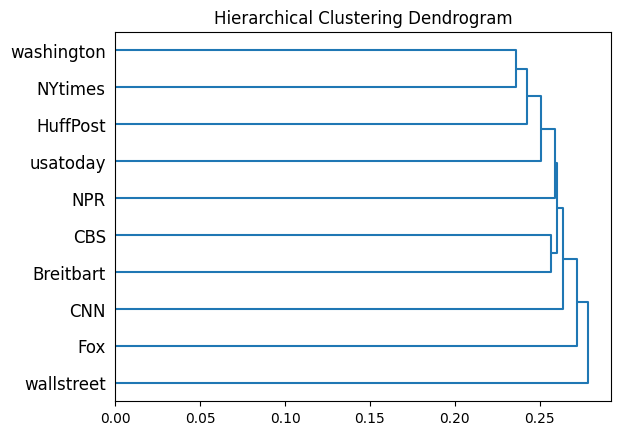 Hierarchical Clustering Dendrogram
washington
NYtimes
HuffPost
usatoday
NPR
CBS
Breitbart
CNN
Fox
wallstreet
0.00 0.05 0.10 0.15 0.20 0.25